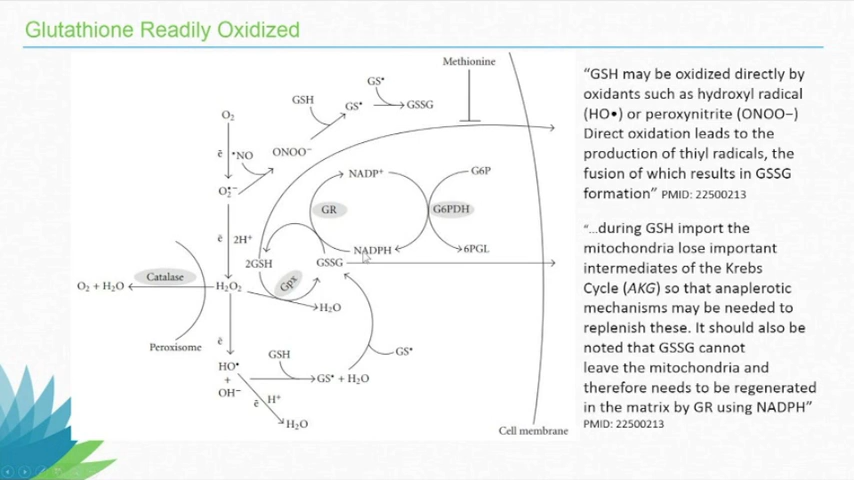 Glutathione Readily Oxidized
Methionine
GS•
GSH
GS•
GSSG
O₂
ē
•NO
ONOO⁻
O₂•⁻
NADP⁺
G6P
GR
G6PDH
ē
2H⁺
NADPH
6PGL
2GSH
GSSG
Gpx
Catalase
O₂ + H₂O
H₂O₂
H₂O
Peroxisome
ē
GSH
GS•
HO•
+
OH⁻
GS• + H₂O
ē
H⁺
H₂O
Cell membrane
“GSH may be oxidized directly by
oxidants such as hydroxyl radical
(HO•) or peroxynitrite (ONOO−)
Direct oxidation leads to the
production of thiyl radicals, the
fusion of which results in GSSG
formation” PMID: 22500213
“...during GSH import the
mitochondria lose important
intermediates of the Krebs
Cycle (AKG) so that anaplerotic
mechanisms may be needed to
replenish these. It should also be
noted that GSSG cannot
leave the mitochondria and
therefore needs to be regenerated
in the matrix by GR using NADPH”
PMID: 22500213